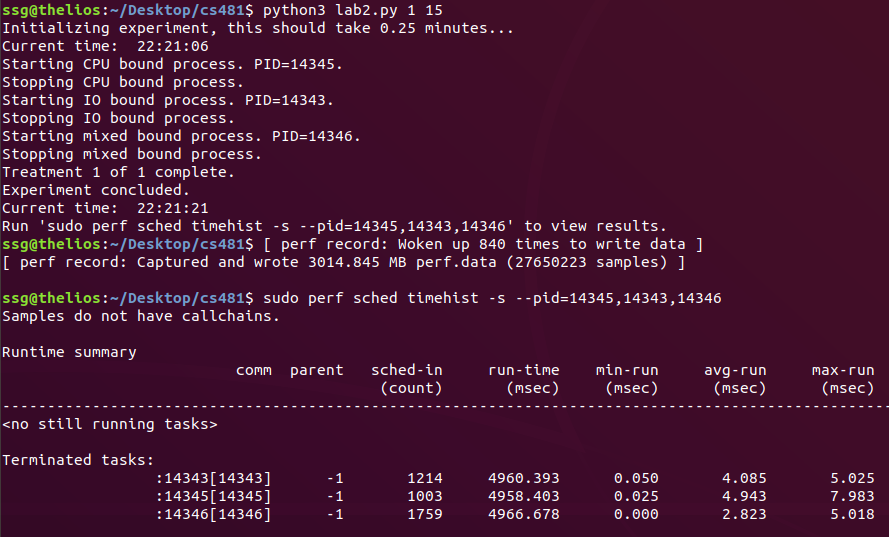 ssg@thelios:~/Desktop/cs481$ python3 lab2.py 1 15
Initializing experiment, this should take 0.25 minutes...
Current time:  22:21:06
Starting CPU bound process. PID=14345.
Stopping CPU bound process.
Starting IO bound process. PID=14343.
Stopping IO bound process.
Starting mixed bound process. PID=14346.
Stopping mixed bound process.
Treatment 1 of 1 complete.
Experiment concluded.
Current time:  22:21:21
Run 'sudo perf sched timehist -s --pid=14345,14343,14346' to view results.
ssg@thelios:~/Desktop/cs481$ [ perf record: Woken up 840 times to write data ]
[ perf record: Captured and wrote 3014.845 MB perf.data (27650223 samples) ]
ssg@thelios:~/Desktop/cs481$ sudo perf sched timehist -s --pid=14345,14343,14346
Samples do not have callchains.
Runtime summary
comm  parent   sched-in     run-time    min-run     avg-run     max-run
(count)       (msec)     (msec)      (msec)      (msec)
---------------------------------------------------------------------------------------------------
<no still running tasks>
Terminated tasks:
:14343[14343]      -1       1214     4960.393      0.050       4.085       5.025
:14345[14345]      -1       1003     4958.403      0.025       4.943       7.983
:14346[14346]      -1       1759     4966.678      0.000       2.823       5.018